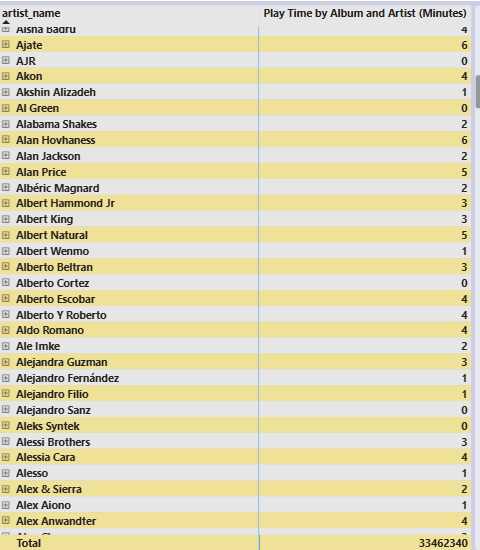 artist_name Play Time by Album and Artist (Minutes)
Aisha Badru 4
Ajate 6
AJR 0
Akon 4
Akshin Alizadeh 1
Al Green 0
Alabama Shakes 2
Alan Hovhaness 6
Alan Jackson 2
Alan Price 5
Albéric Magnard 2
Albert Hammond Jr 3
Albert King 3
Albert Natural 5
Albert Wenmo 1
Alberto Beltran 3
Alberto Cortez 0
Alberto Escobar 4
Alberto Y Roberto 4
Aldo Romano 4
Ale Imke 2
Alejandra Guzman 3
Alejandro Fernández 1
Alejandro Filio 1
Alejandro Sanz 0
Aleks Syntek 0
Alessi Brothers 3
Alessia Cara 4
Alesso 1
Alex & Sierra 2
Alex Aiono 1
Alex Anwandter 4
Total 33462340